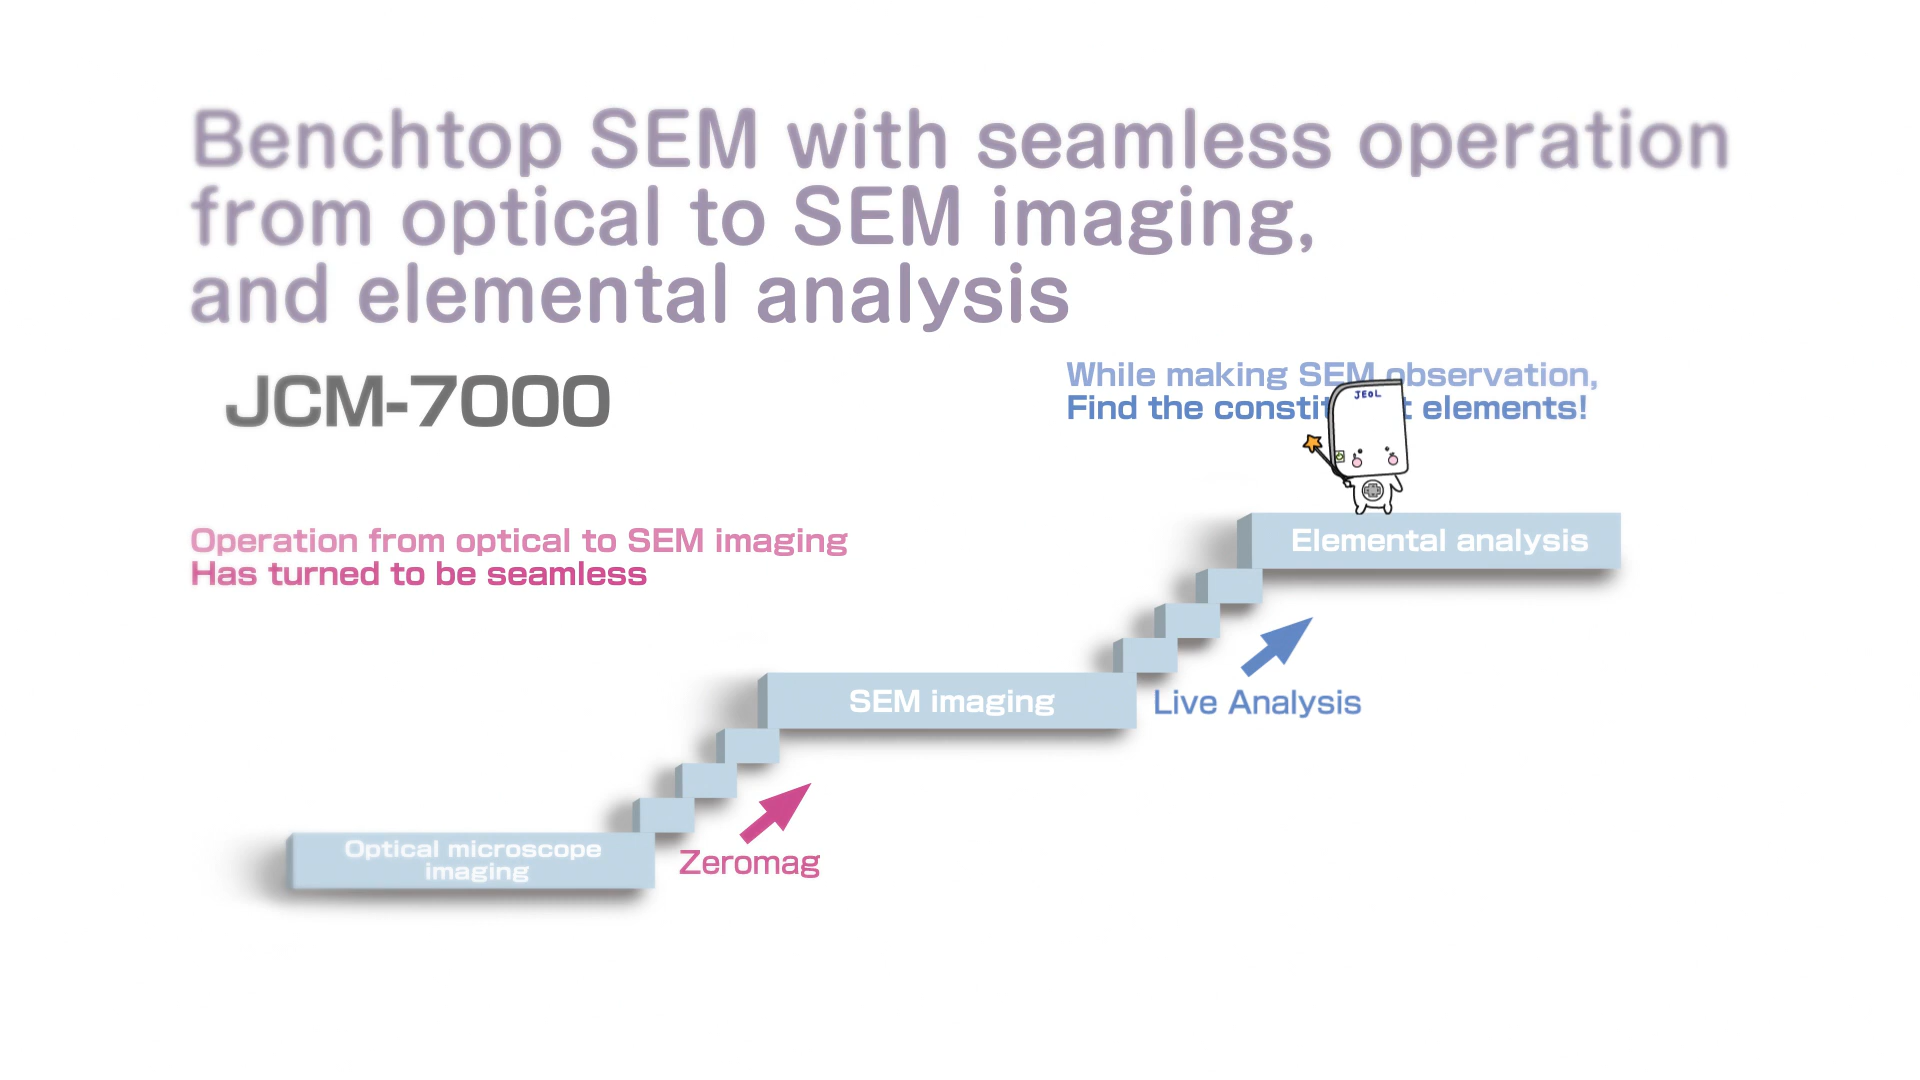 Benchtop SEM with seamless operation
from optical to SEM imaging,
and elemental analysis
JCM-7000
While making SEM observation,
Find the elements!
JEOL
Operation from optical to SEM imaging
Has turned to be seamless
Elemental analysis
Live Analysis
SEM imaging
Zeromag
Optical microscope
imaging